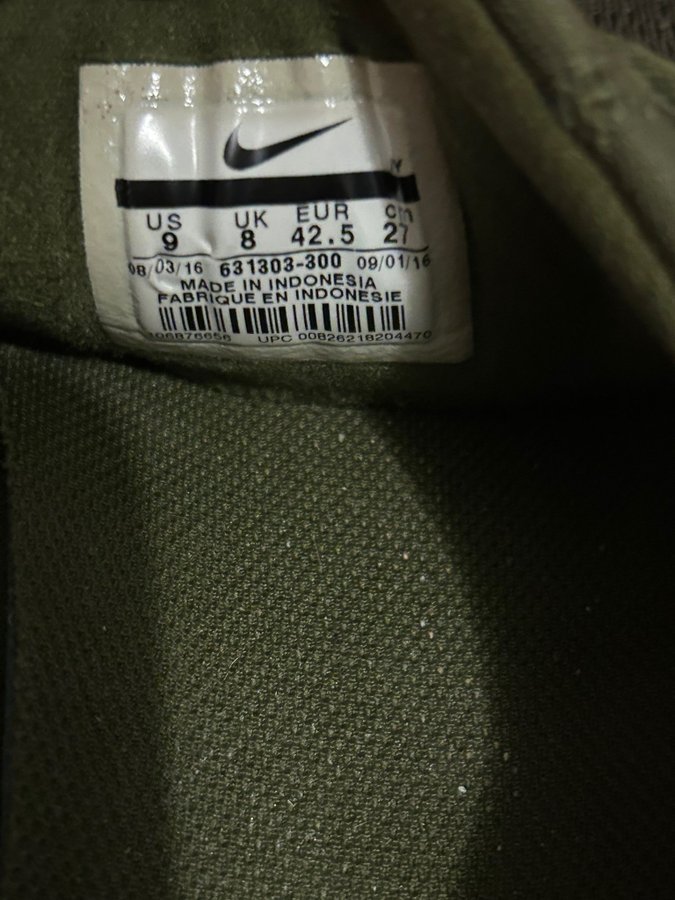 US UK EUR cm
9 8 42.5 27
08/03/16 631303-300 09/01/16
MADE IN INDONESIA
FABRIQUE EN INDONESIE
UPC 00826218204470